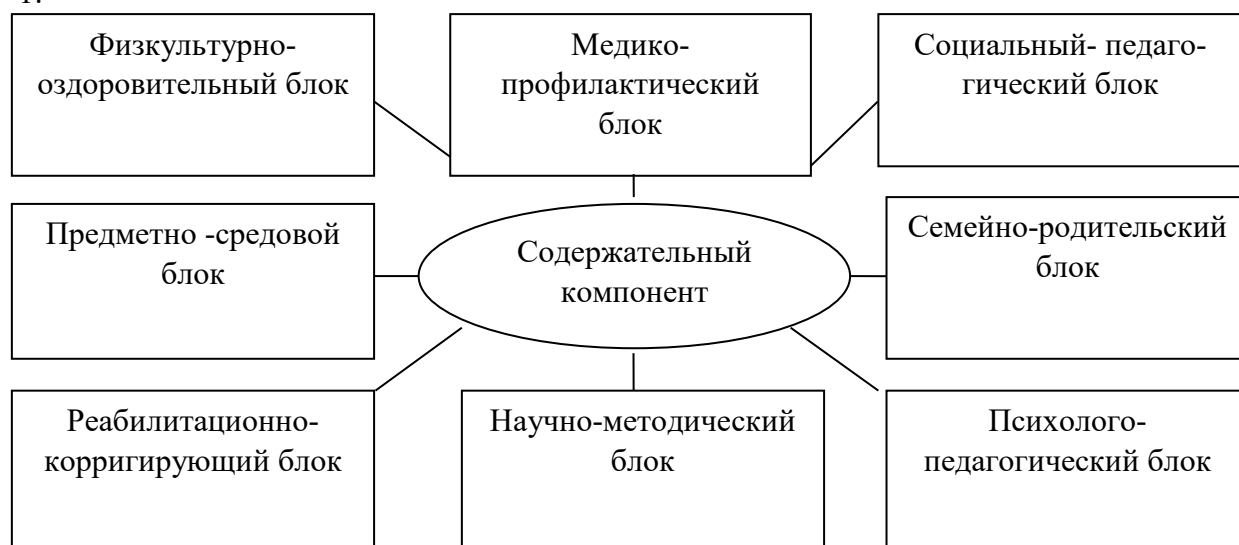 Физкультурно-
оздоровительный блок
Медико-
профилактический
блок
Социальный- педаго-
гический блок
Предметно -средовой
блок
Содержательный
компонент
Семейно-родительский
блок
Реабилитационно-
корригирующий блок
Научно-методический
блок
Психолого-
педагогический блок